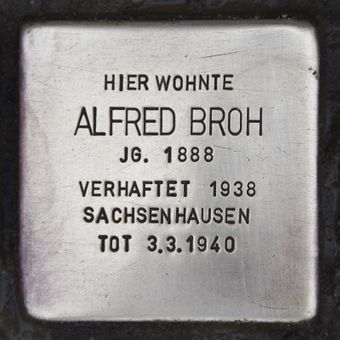 HIER WOHNTE
ALFRED BROH
JG. 1888
VERHAFTET 1938
SACHSENHAUSEN
TOT 3.3.1940